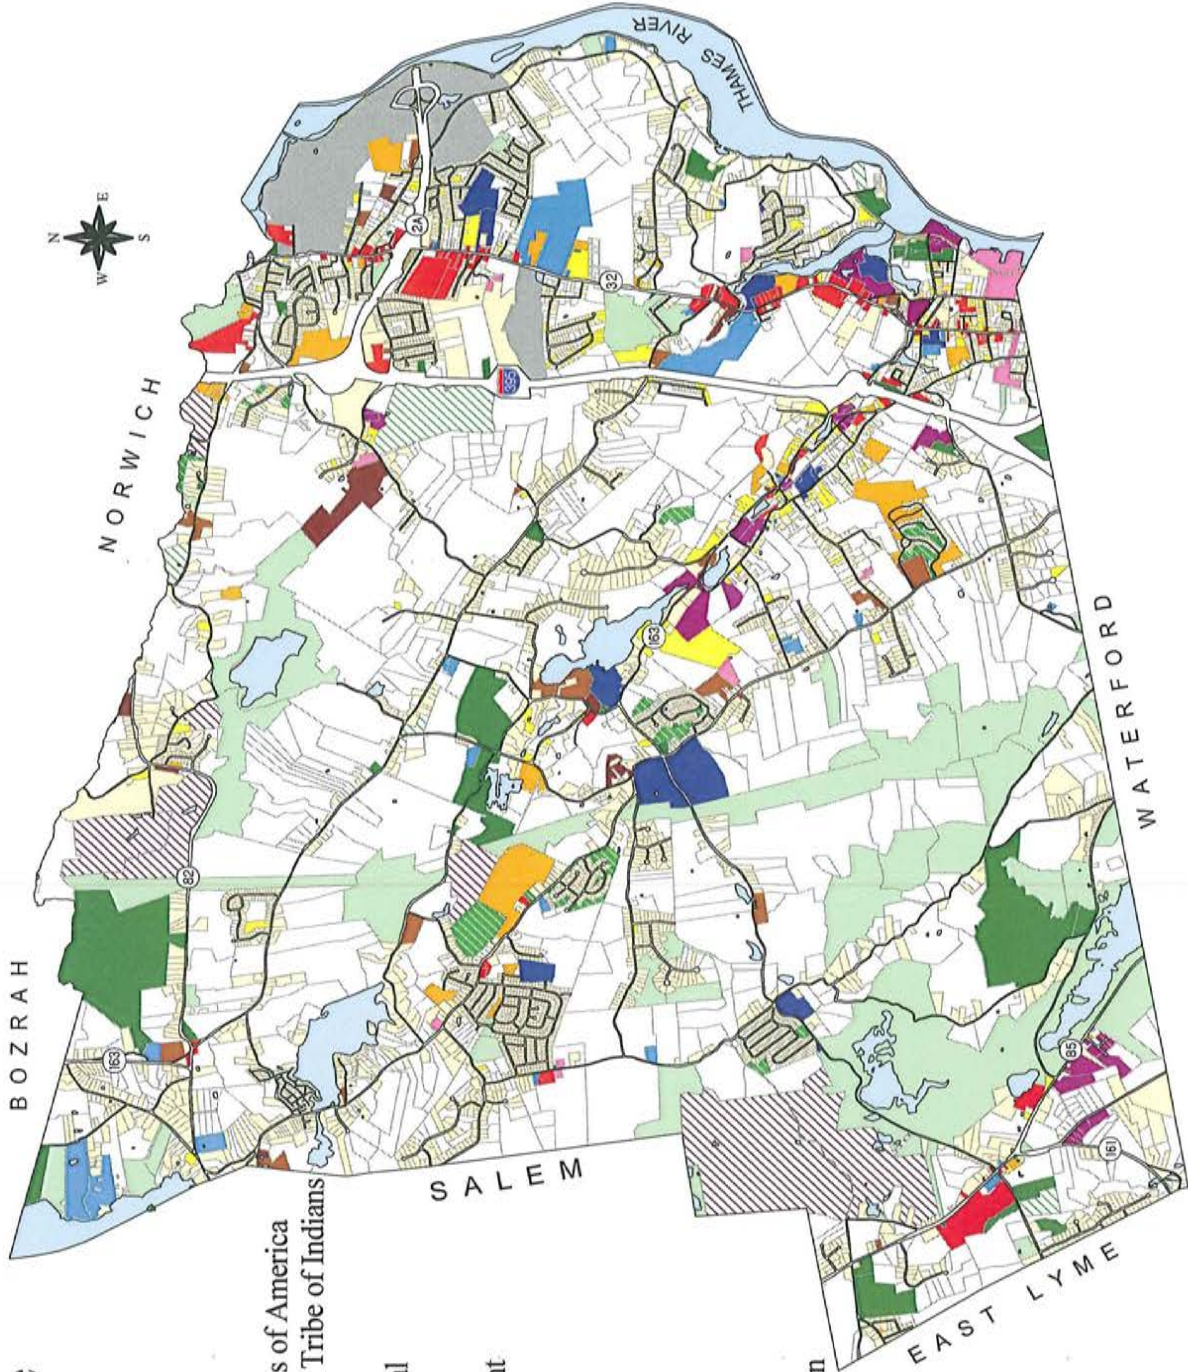 N
W E
S
THAMES RIVER
NORWICH
BOZRAH
2A
32
395
163
82
163
s of America
Tribe of Indians
SALEM
WATERFORD
85
161
EAST LYME